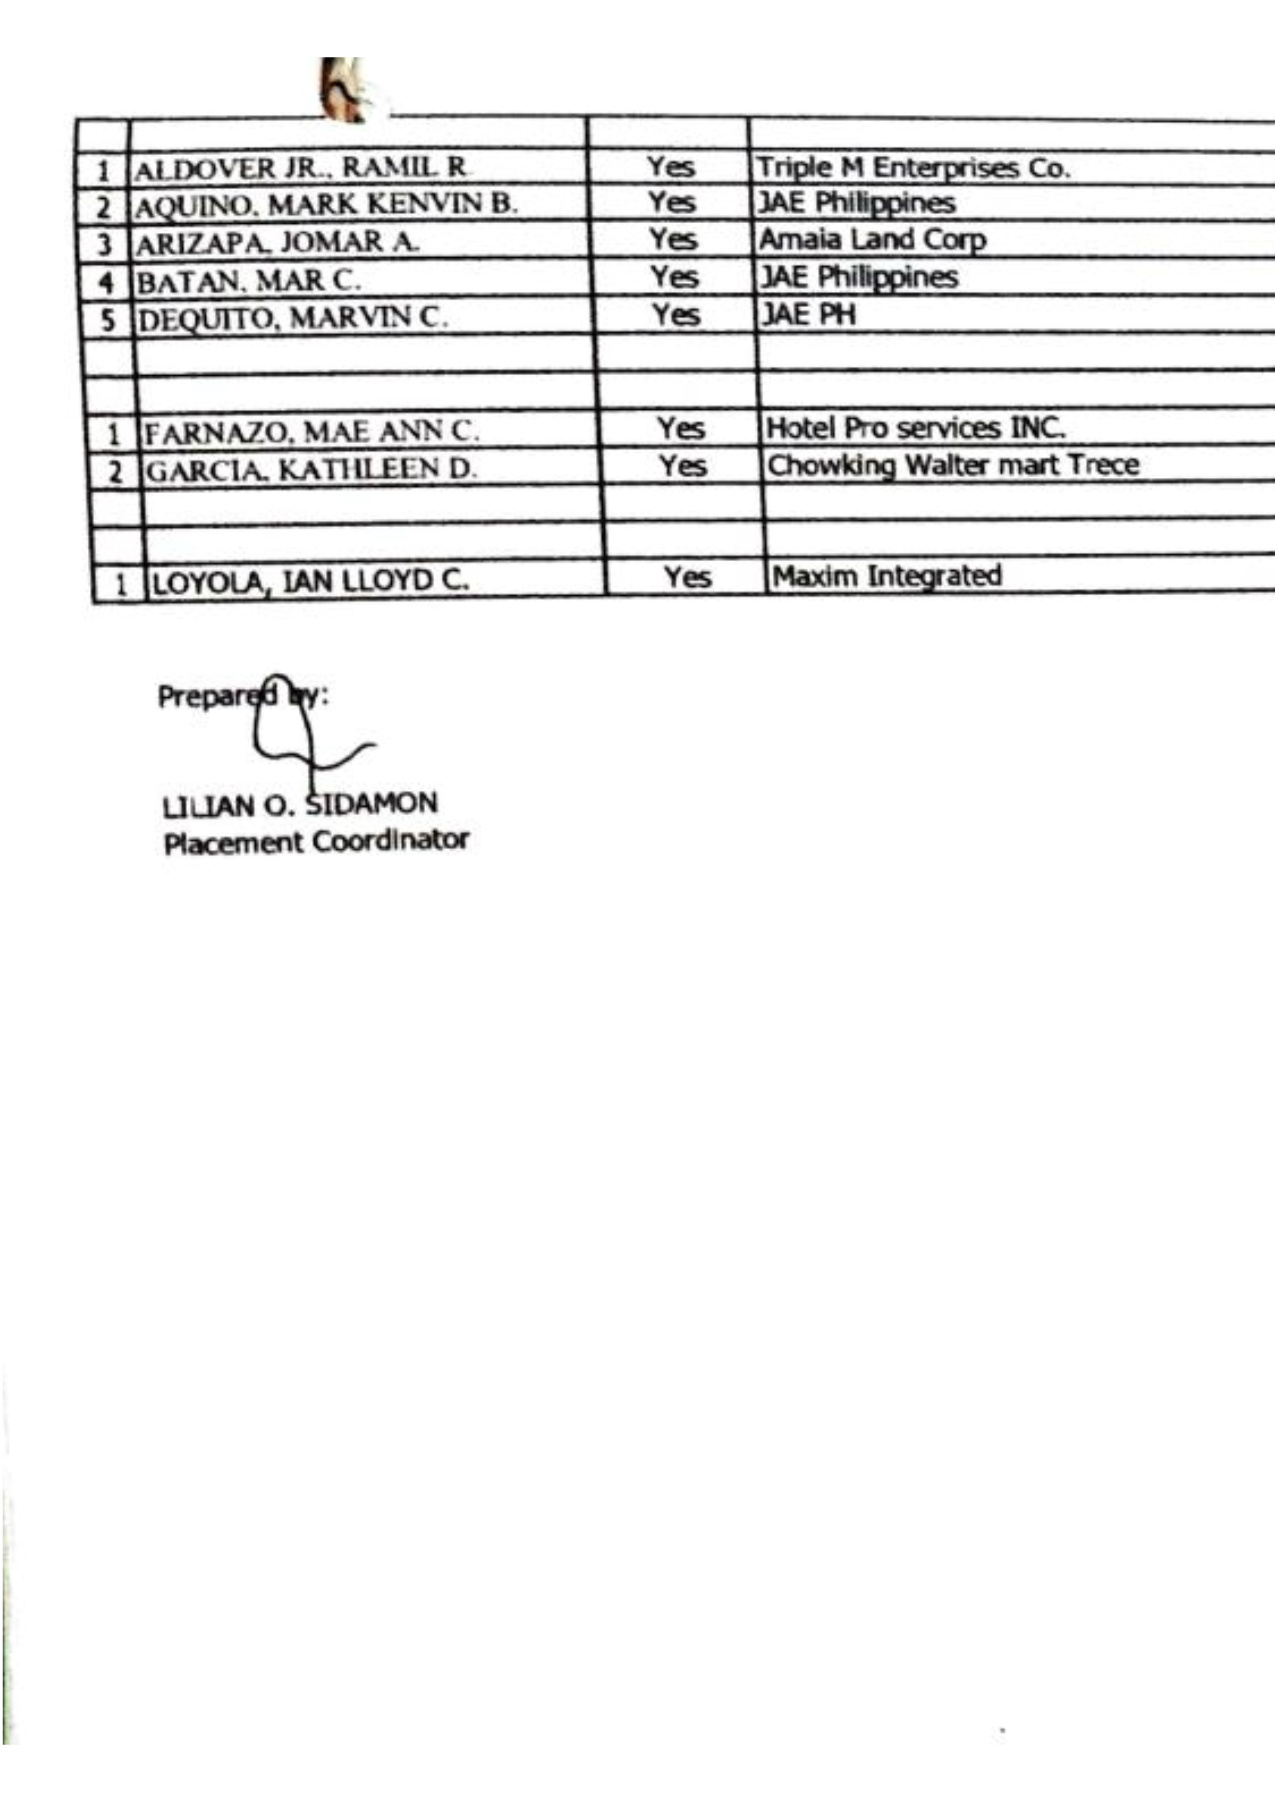 1 ALDOVER JR., RAMIL R Yes Triple M Enterprises Co.
2 AQUINO, MARK KENVIN B. Yes JAE Philippines
3 ARIZAPA, JOMAR A. Yes Amaia Land Corp
4 BATAN, MAR C. Yes JAE Philippines
5 DEQUITO, MARVIN C. Yes JAE PH
1 FARNAZO, MAE ANN C. Yes Hotel Pro services INC.
2 GARCIA, KATHLEEN D. Yes Chowking Walter mart Trece
1 LOYOLA, IAN LLOYD C. Yes Maxim Integrated
Prepared by:
LILIAN O. SIDAMON
Placement Coordinator